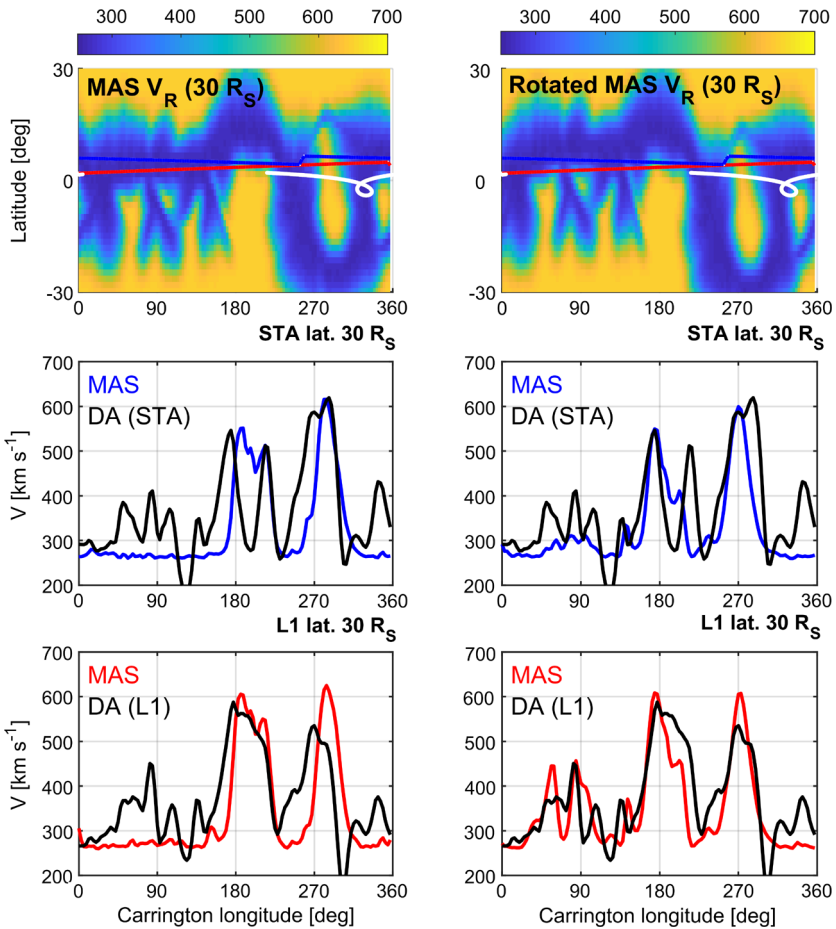 300 400 500 600 700
300 400 500 600 700
MAS V_R (30 R_S)
Rotated MAS V_R (30 R_S)
Latitude [deg]
30
0
-30
0 90 180 270 360
0 90 180 270 360
STA lat. 30 R_S
STA lat. 30 R_S
V [km s⁻¹]
700
600
500
400
300
200
MAS
DA (STA)
0 90 180 270 360
700
600
500
400
300
200
MAS
DA (STA)
0 90 180 270 360
L1 lat. 30 R_S
L1 lat. 30 R_S
V [km s⁻¹]
700
600
500
400
300
200
MAS
DA (L1)
0 90 180 270 360
Carrington longitude [deg]
700
600
500
400
300
200
MAS
DA (L1)
0 90 180 270 360
Carrington longitude [deg]
30
0
-30